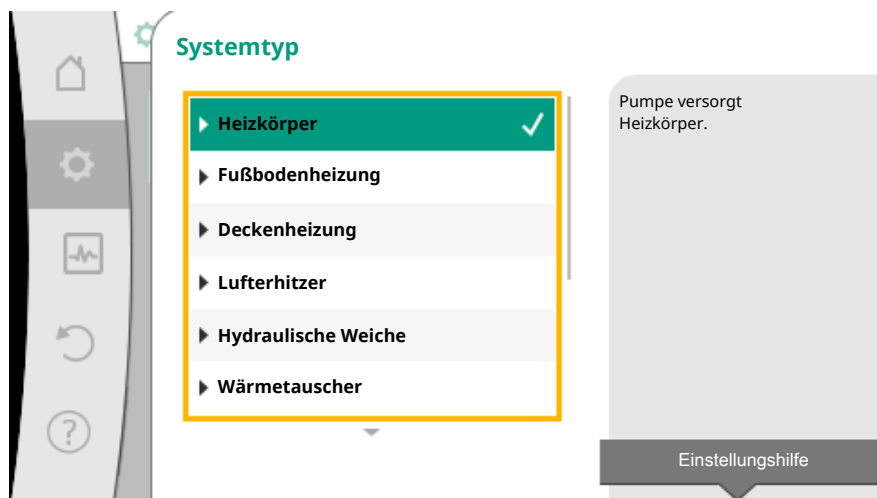 Systemtyp
Heizkörper
Fußbodenheizung
Deckenheizung
Lufterhitzer
Hydraulische Weiche
Wärmetauscher
Pumpe versorgt
Heizkörper.
Einstellungshilfe